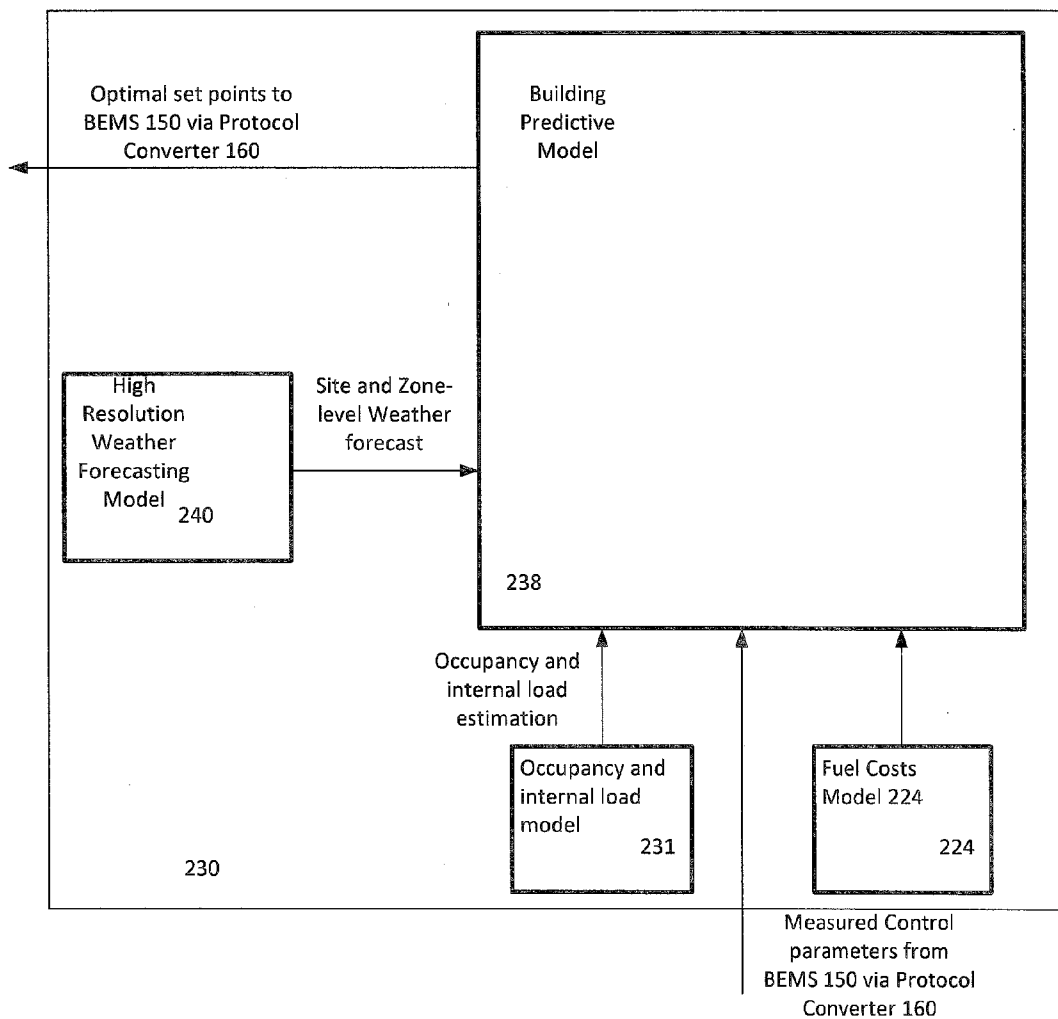 Optimal set points to
BEMS 150 via Protocol
Converter 160
Building
Predictive
Model
High
Resolution
Weather
Forecasting
Model
240
Site and Zone-
level Weather
forecast
238
Occupancy and
internal load
estimation
Occupancy and
internal load
model
231
Fuel Costs
Model 224
224
230
Measured Control
parameters from
BEMS 150 via Protocol
Converter 160